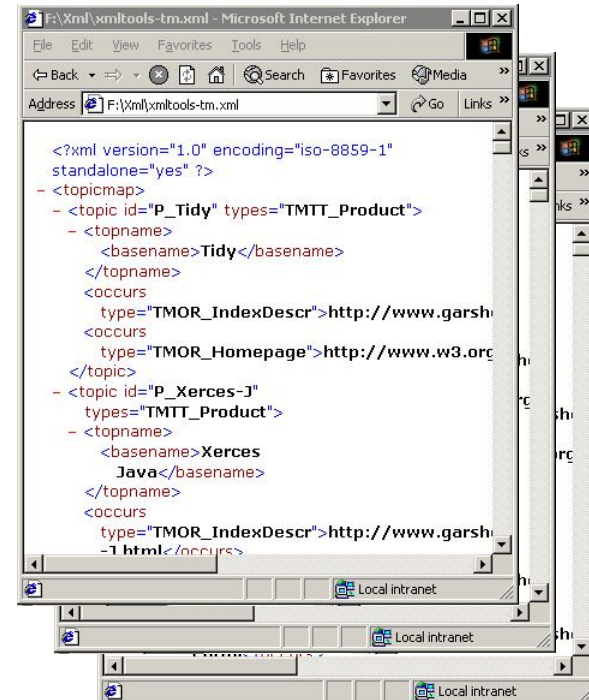 F:\Xml\xmltools-tm.xml - Microsoft Internet Explorer
File Edit View Favorites Tools Help
Back Search Favorites Media »
Address F:\Xml\xmltools-tm.xml Go Links »
<?xml version="1.0" encoding="iso-8859-1"
standalone="yes" ?>
- <topicmap>
- <topic id="P_Tidy" types="TMTT_Product">
- <topname>
<basename>Tidy</basename>
</topname>
<occurs
type="TMOR_IndexDescr">http://www.garsh
<occurs
type="TMOR_Homepage">http://www.w3.org
</topic>
- <topic id="P_Xerces-J"
types="TMTT_Product">
- <topname>
<basename>Xerces
Java</basename>
</topname>
<occurs
type="TMOR_IndexDescr">http://www.garsh
-J.html</occurs>
Local intranet
Local intranet
Local intranet